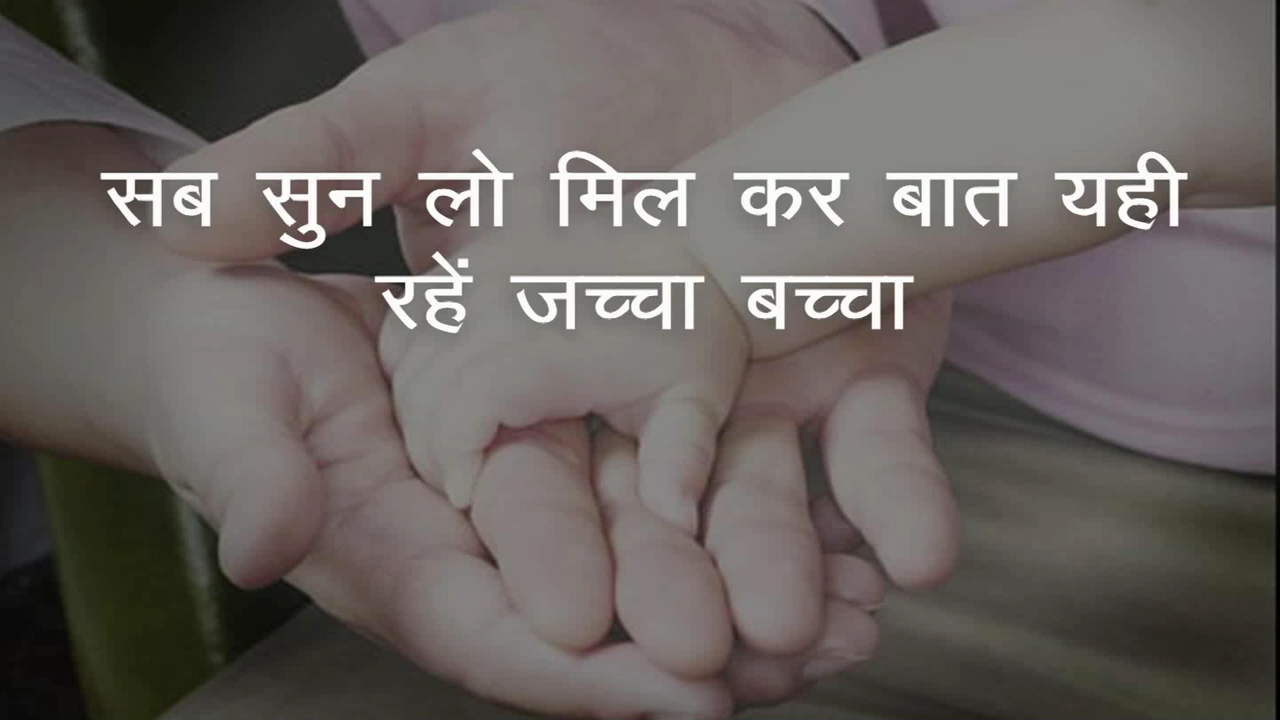 सब सुन लो मिल कर बात यही
रहें जच्चा बच्चा